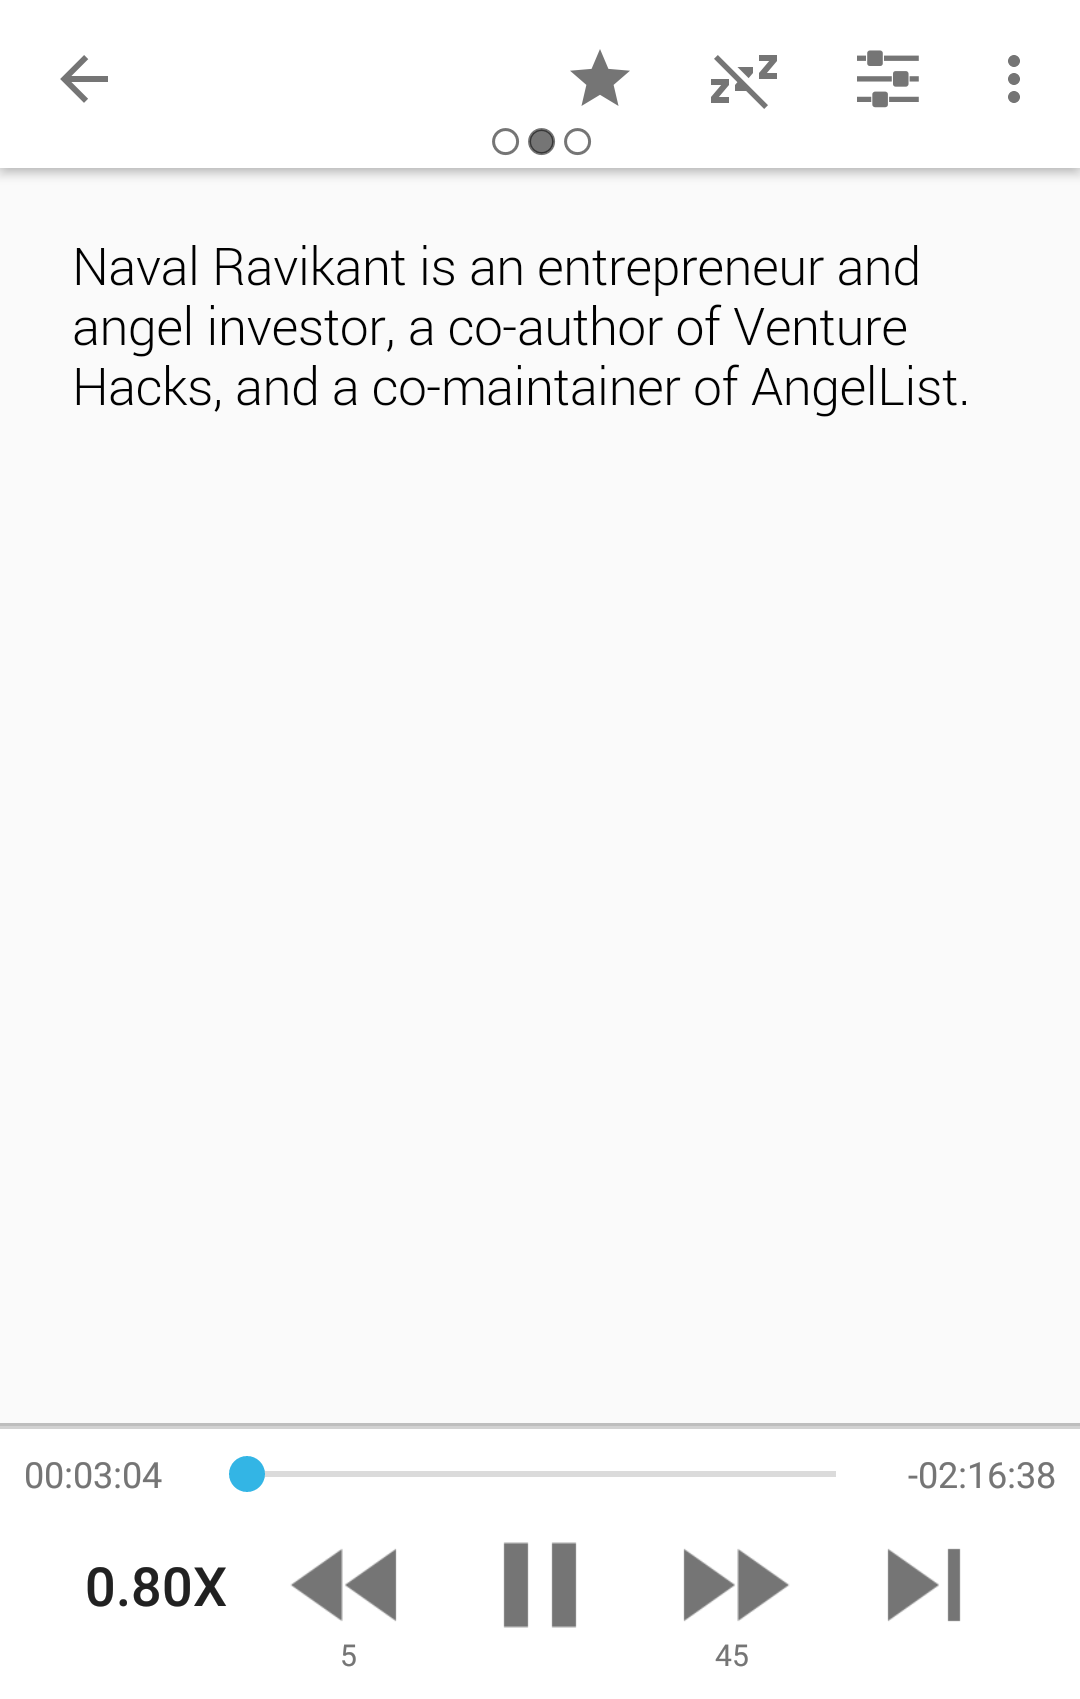 Naval Ravikant is an entrepreneur and
angel investor, a co-author of Venture
Hacks, and a co-maintainer of AngelList.
00:03:04
-02:16:38
0.80X
5
45